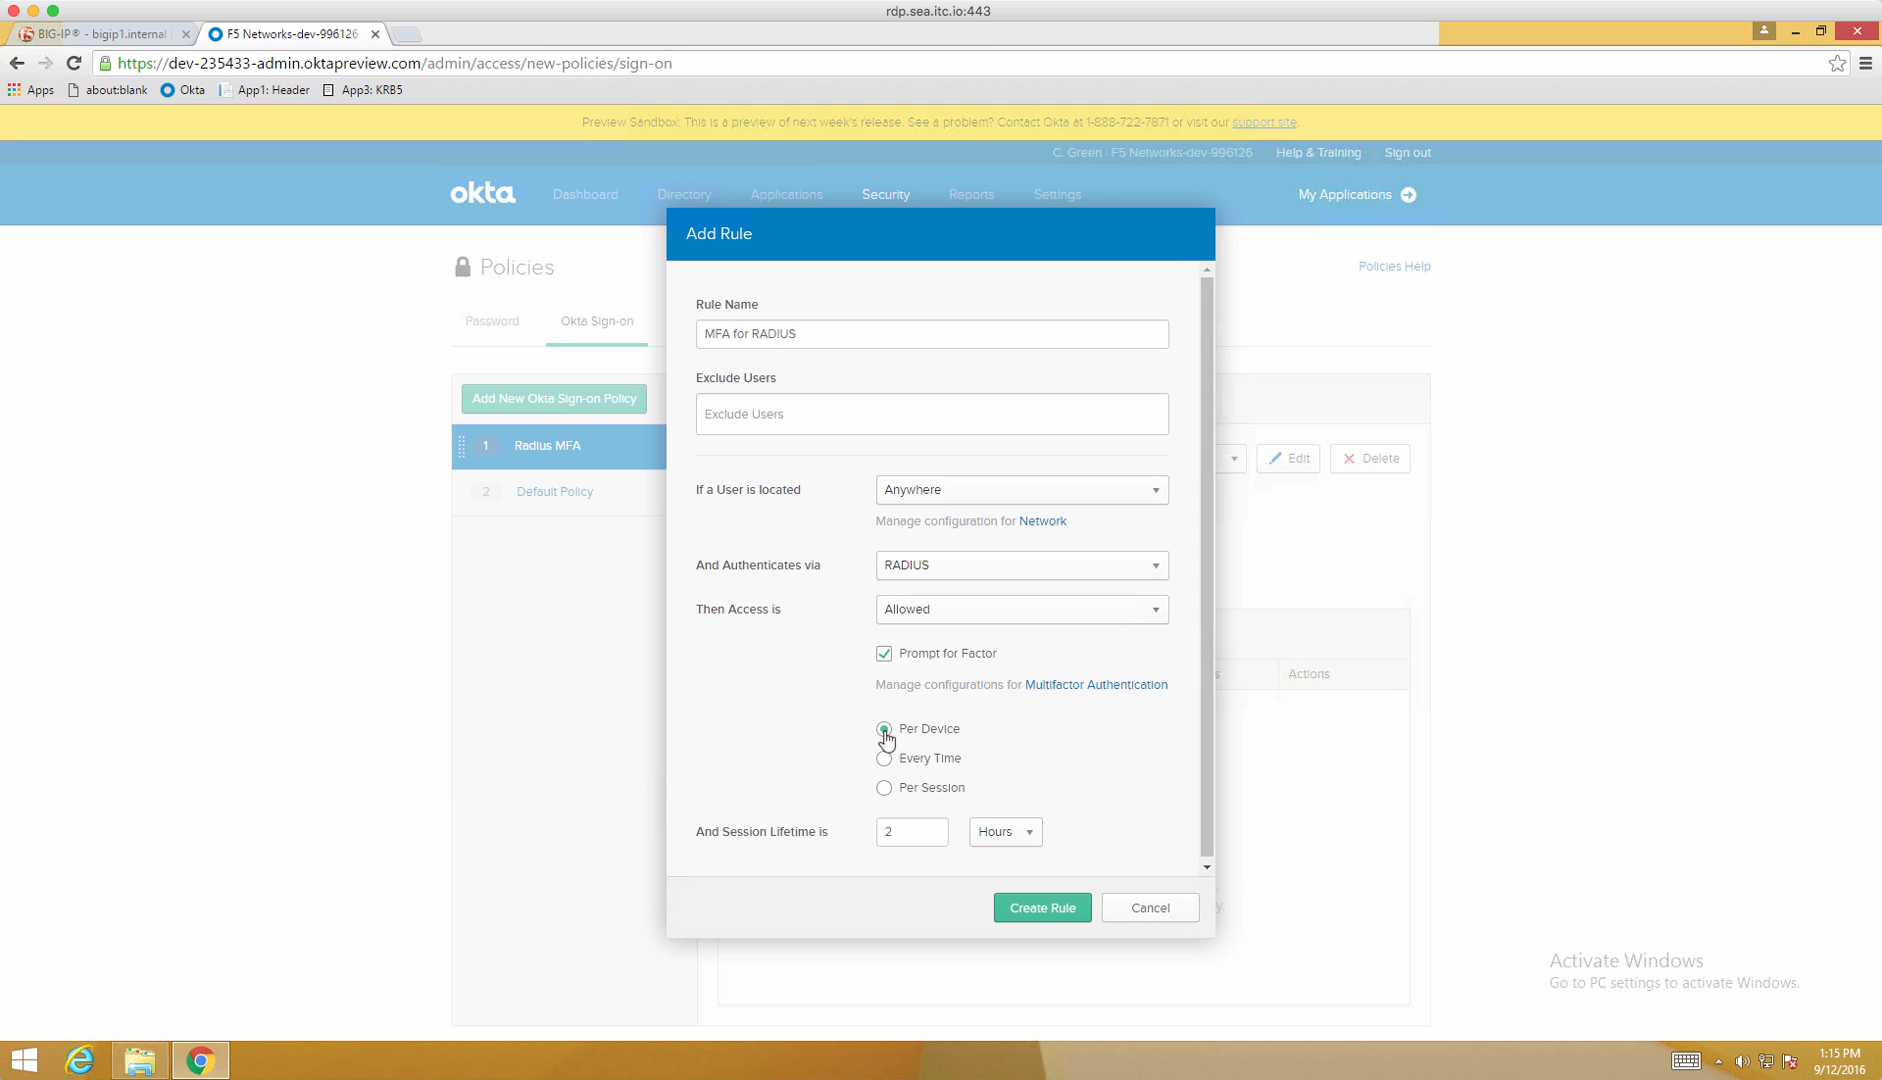 rdp.sea.itc.io:443
BIG-IP® - bigip1.internal
F5 Networks-dev-996126
https://dev-235433-admin.oktapreview.com/admin/access/new-policies/sign-on
Apps about:blank Okta App1: Header App3: KRB5
Preview Sandbox: This is a preview of next week's release. See a problem? Contact Okta at 1-888-722-7871 or visit our support site.
C. Green · F5 Networks-dev-996126 Help & Training Sign out
okta Dashboard Directory Applications Security Reports Settings My Applications
Add Rule
Policies
Policies Help
Password Okta Sign-on
Rule Name
MFA for RADIUS
Exclude Users
Exclude Users
Add New Okta Sign-on Policy
1 Radius MFA
2 Default Policy
Edit Delete
If a User is located Anywhere
Manage configuration for Network
And Authenticates via RADIUS
Then Access is Allowed
Prompt for Factor
Manage configurations for Multifactor Authentication
Actions
Per Device
Every Time
Per Session
And Session Lifetime is 2 Hours
Create Rule Cancel
Activate Windows
Go to PC settings to activate Windows.
1:15 PM
9/12/2016